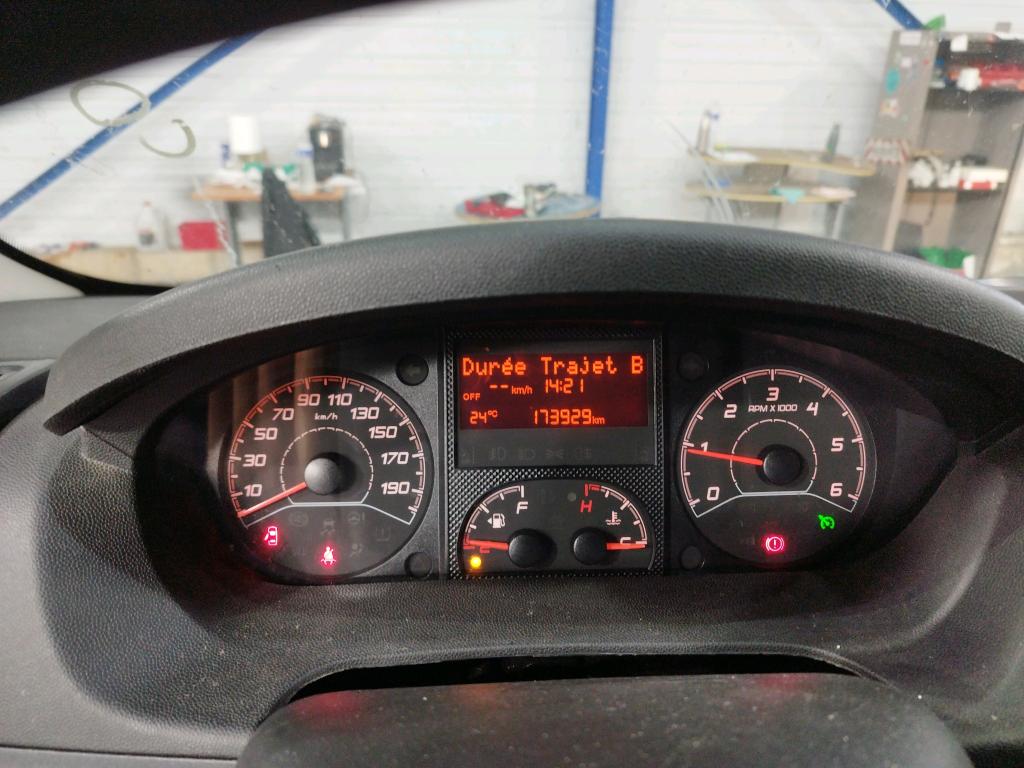 Durée Trajet B
-- km/h 14:21
OFF
24°C 173929 km
10 30 50 70 90 110 130 150 170 190
km/h
0 1 2 3 4 5 6
RPM X 1000
F
H
C